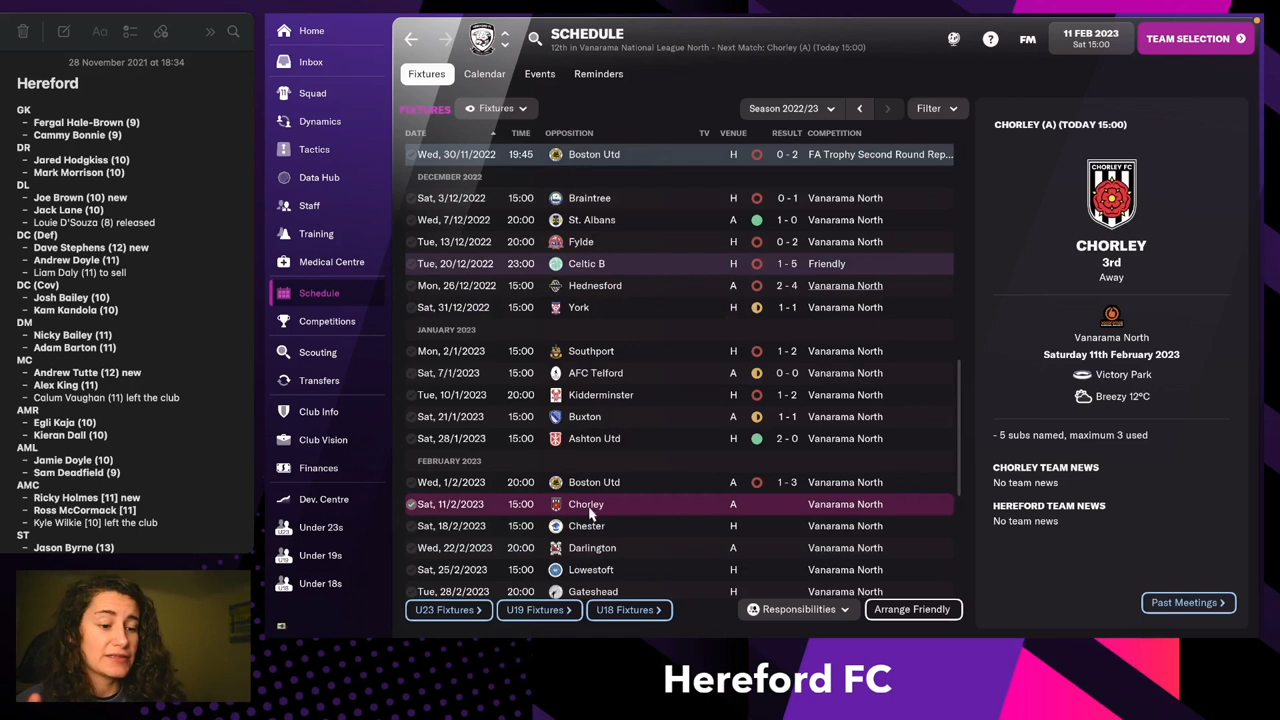 28 November 2021 at 18:34
Hereford
GK
- Fergal Hale-Brown (9)
- Cammy Bonnie (9)
DR
- Jared Hodgkiss (10)
- Mark Morrison (10)
DL
- Joe Brown (10) new
- Jack Lane (10)
- Louie D'Souza (8) released
DC (Def)
- Dave Stephens (12) new
- Andrew Doyle (11)
- Liam Daly (11) to sell
DC (Cov)
- Josh Bailey (10)
- Kam Kandola (10)
DM
- Nicky Bailey (11)
- Adam Barton (11)
MC
- Andrew Tutte (12) new
- Alex King (11)
- Calum Vaughan (11) left the club
AMR
- Egli Kaja (10)
- Kieran Dall (10)
AML
- Jamie Doyle (10)
- Sam Deadfield (9)
AMC
- Ricky Holmes [11] new
- Ross McCormack [11]
- Kyle Wilkie [10] left the club
ST
- Jason Byrne (13)
Home
Inbox
Squad
Dynamics
Tactics
Data Hub
Staff
Training
Medical Centre
Schedule
Competitions
Scouting
Transfers
Club Info
Club Vision
Finances
Dev. Centre
U23 Under 23s
U19 Under 19s
U18 Under 18s
SCHEDULE
12th in Vanarama National League North - Next Match: Chorley (A) (Today 15:00)
FM
11 FEB 2023
Sat 15:00
TEAM SELECTION
Fixtures Calendar Events Reminders
FIXTURES Fixtures Season 2022/23 Filter
DATE TIME OPPOSITION TV VENUE RESULT COMPETITION
Wed, 30/11/2022 19:45 Boston Utd H 0 - 2 FA Trophy Second Round Rep...
DECEMBER 2022
Sat, 3/12/2022 15:00 Braintree H 0 - 1 Vanarama North
Wed, 7/12/2022 20:00 St. Albans A 1 - 0 Vanarama North
Tue, 13/12/2022 20:00 Fylde H 0 - 2 Vanarama North
Tue, 20/12/2022 23:00 Celtic B H 1 - 5 Friendly
Mon, 26/12/2022 15:00 Hednesford A 2 - 4 Vanarama North
Sat, 31/12/2022 15:00 York H 1 - 1 Vanarama North
JANUARY 2023
Mon, 2/1/2023 15:00 Southport H 1 - 2 Vanarama North
Sat, 7/1/2023 15:00 AFC Telford A 0 - 0 Vanarama North
Tue, 10/1/2023 20:00 Kidderminster H 1 - 2 Vanarama North
Sat, 21/1/2023 15:00 Buxton A 1 - 1 Vanarama North
Sat, 28/1/2023 15:00 Ashton Utd H 2 - 0 Vanarama North
FEBRUARY 2023
Wed, 1/2/2023 20:00 Boston Utd A 1 - 3 Vanarama North
Sat, 11/2/2023 15:00 Chorley A Vanarama North
Sat, 18/2/2023 15:00 Chester H Vanarama North
Wed, 22/2/2023 20:00 Darlington A Vanarama North
Sat, 25/2/2023 15:00 Lowestoft H Vanarama North
Tue, 28/2/2023 20:00 Gateshead H Vanarama North
U23 Fixtures > U19 Fixtures > U18 Fixtures > Responsibilities Arrange Friendly
CHORLEY (A) (TODAY 15:00)
CHORLEY FC
CHORLEY
3rd
Away
Vanarama North
Saturday 11th February 2023
Victory Park
Breezy 12°C
- 5 subs named, maximum 3 used
CHORLEY TEAM NEWS
No team news
HEREFORD TEAM NEWS
No team news
Past Meetings >
Hereford FC